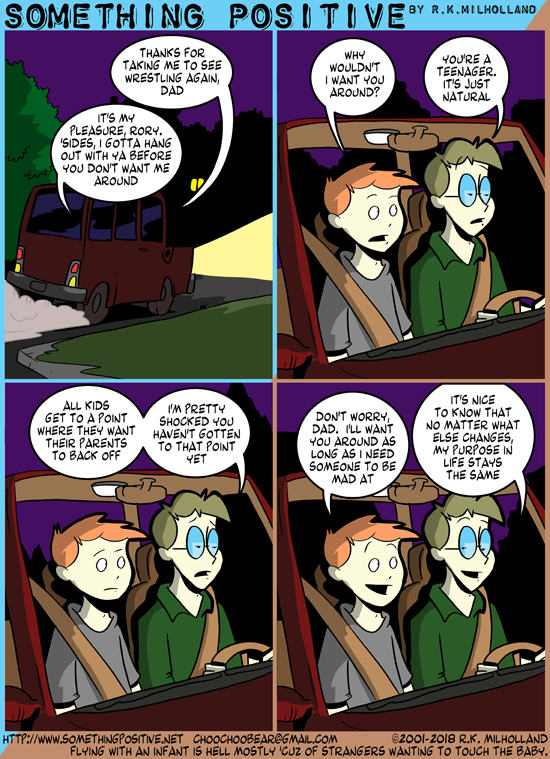 SOMETHING POSITIVE BY R.K.MILHOLLAND
THANKS FOR
TAKING ME TO SEE
WRESTLING AGAIN,
DAD
IT'S MY
PLEASURE, RORY.
'SIDES, I GOTTA HANG
OUT WITH YA BEFORE
YOU DON'T WANT ME
AROUND
WHY
WOULDN'T
I WANT YOU
AROUND?
YOU'RE A
TEENAGER.
IT'S JUST
NATURAL
ALL KIDS
GET TO A POINT
WHERE THEY WANT
THEIR PARENTS
TO BACK OFF
I'M PRETTY
SHOCKED YOU
HAVEN'T GOTTEN
TO THAT POINT
YET
DON'T WORRY,
DAD. I'LL WANT
YOU AROUND AS
LONG AS I NEED
SOMEONE TO BE
MAD AT
IT'S NICE
TO KNOW THAT
NO MATTER WHAT
ELSE CHANGES,
MY PURPOSE IN
LIFE STAYS
THE SAME
HTTP://WWW.SOMETHINGPOSITIVE.NET CHOOCHOOBEAR@GMAIL.COM ©2001-2018 R.K. MILHOLLAND
FLYING WITH AN INFANT IS HELL MOSTLY 'CUZ OF STRANGERS WANTING TO TOUCH THE BABY.